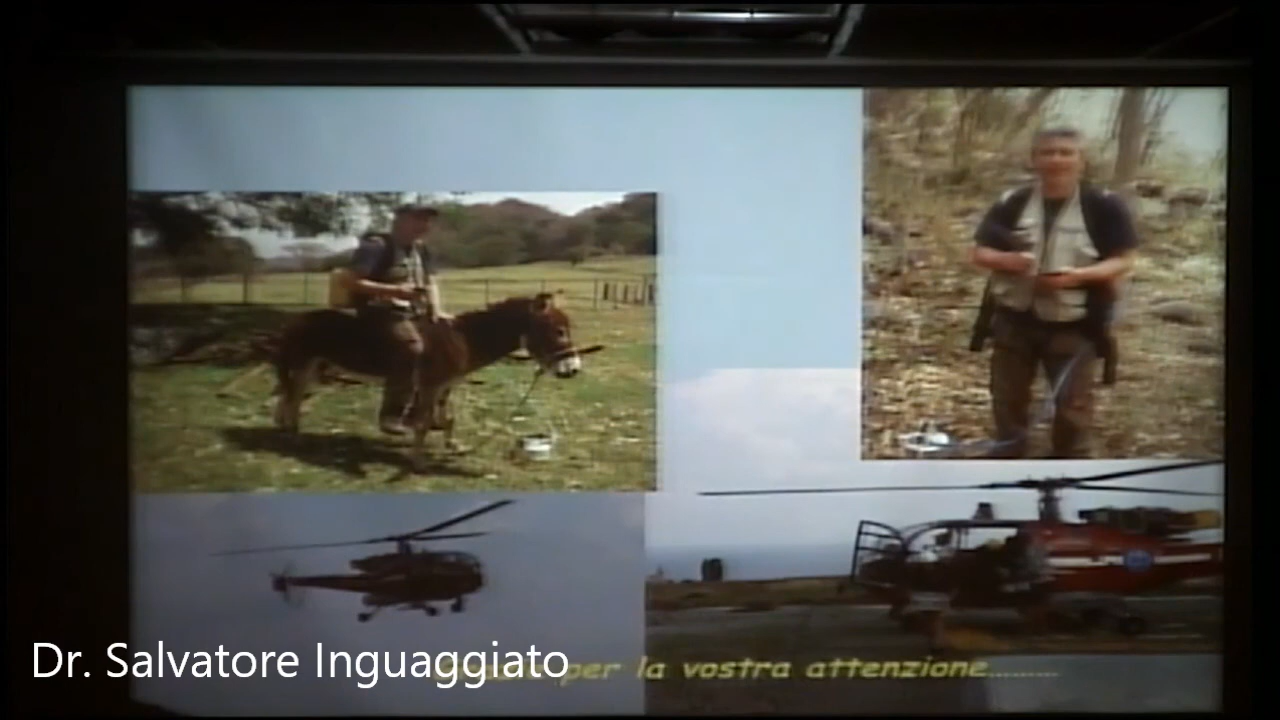 Dr. Salvatore Inguaggiato
per la vostra attenzione.........